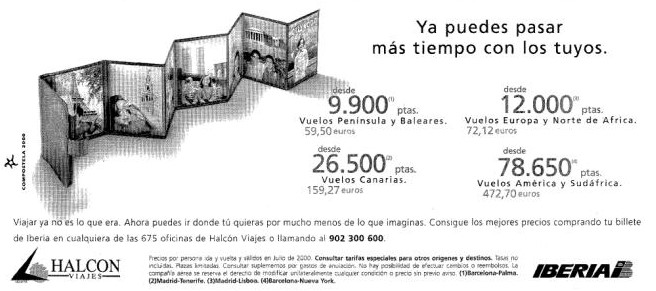 Ya puedes pasar
más tiempo con los tuyos.
desde
9.900(1) ptas.
Vuelos Península y Baleares.
59,50 euros
desde
12.000(3) ptas.
Vuelos Europa y Norte de Africa.
72,12 euros
desde
26.500(2) ptas.
Vuelos Canarias.
159,27 euros
desde
78.650(4) ptas.
Vuelos América y Sudáfrica.
472,70 euros
COMPOSTELA 2000
Viajar ya no es lo que era. Ahora puedes ir donde tú quieras por mucho menos de lo que imaginas. Consigue los mejores precios comprando tu billete
de Iberia en cualquiera de las 675 oficinas de Halcón Viajes o llamando al 902 300 600.
HALCON
VIAJES
Precios por persona ida y vuelta y válidos en Julio de 2000. Consultar tarifas especiales para otros orígenes y destinos. Tasas no
incluidas. Plazas limitadas. Consultar suplementos por gastos de anulación. No hay posibilidad de efectuar cambios o reembolsos. La
compañía aérea se reserva el derecho de modificar unilateralmente cualquier condición o precio sin previo aviso. (1)Barcelona-Palma.
(2)Madrid-Tenerife. (3)Madrid-Lisboa. (4)Barcelona-Nueva York.
IBERIA